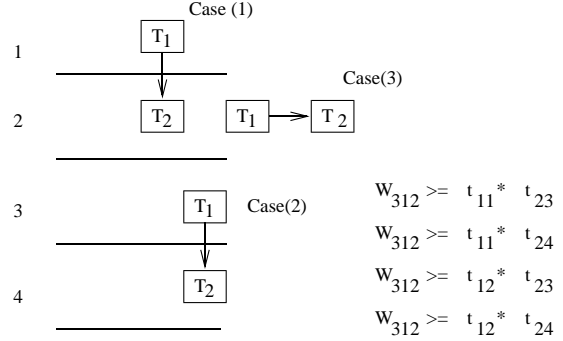 Case (1)
1
T1
Case(3)
2
T2
T1
T 2
3
T1
Case(2)
W312 >= t11* t23
W312 >= t11* t24
4
T2
W312 >= t12* t23
W312 >= t12* t24